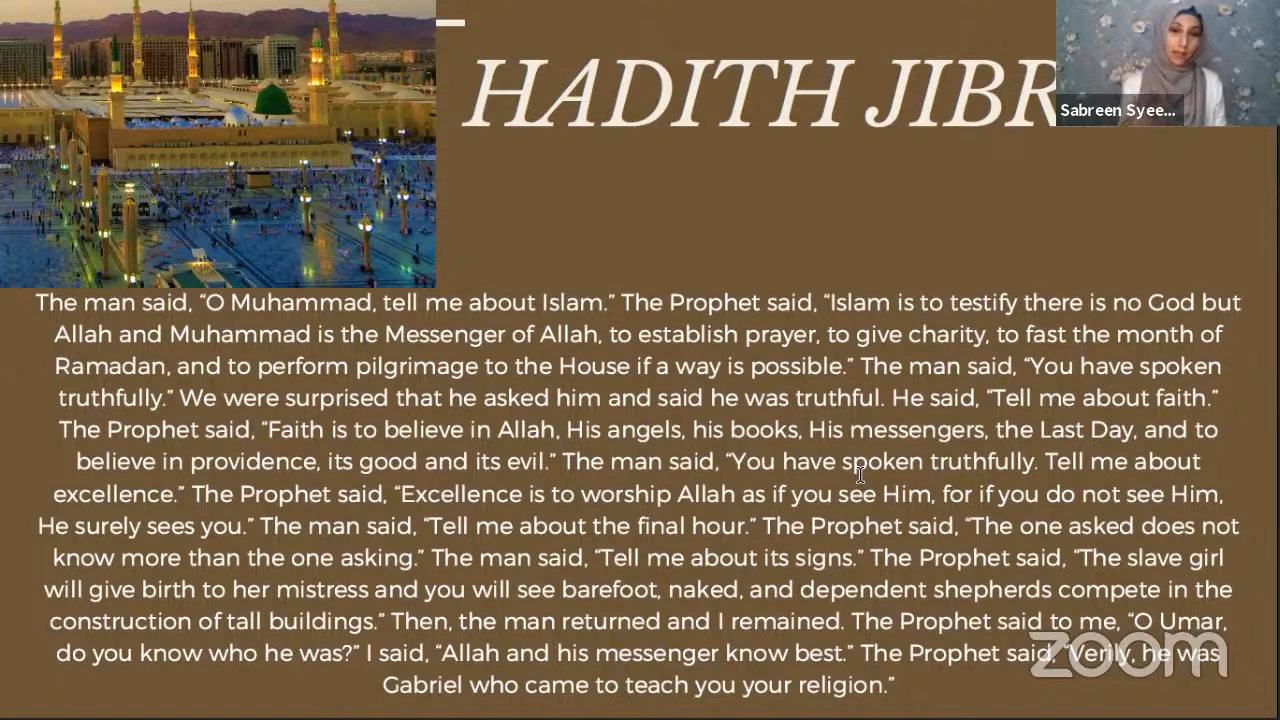 HADITH JIBR
Sabreen Syee...
The man said, “O Muhammad, tell me about Islam.” The Prophet said, “Islam is to testify there is no God but
Allah and Muhammad is the Messenger of Allah, to establish prayer, to give charity, to fast the month of
Ramadan, and to perform pilgrimage to the House if a way is possible.” The man said, “You have spoken
truthfully.” We were surprised that he asked him and said he was truthful. He said, “Tell me about faith.”
The Prophet said, “Faith is to believe in Allah, His angels, his books, His messengers, the Last Day, and to
believe in providence, its good and its evil.” The man said, “You have spoken truthfully. Tell me about
excellence.” The Prophet said, “Excellence is to worship Allah as if you see Him, for if you do not see Him,
He surely sees you.” The man said, “Tell me about the final hour.” The Prophet said, “The one asked does not
know more than the one asking.” The man said, “Tell me about its signs.” The Prophet said, “The slave girl
will give birth to her mistress and you will see barefoot, naked, and dependent shepherds compete in the
construction of tall buildings.” Then, the man returned and I remained. The Prophet said to me, “O Umar,
do you know who he was?” I said, “Allah and his messenger know best.” The Prophet said, “Verily, he was
Gabriel who came to teach you your religion.”
zoom